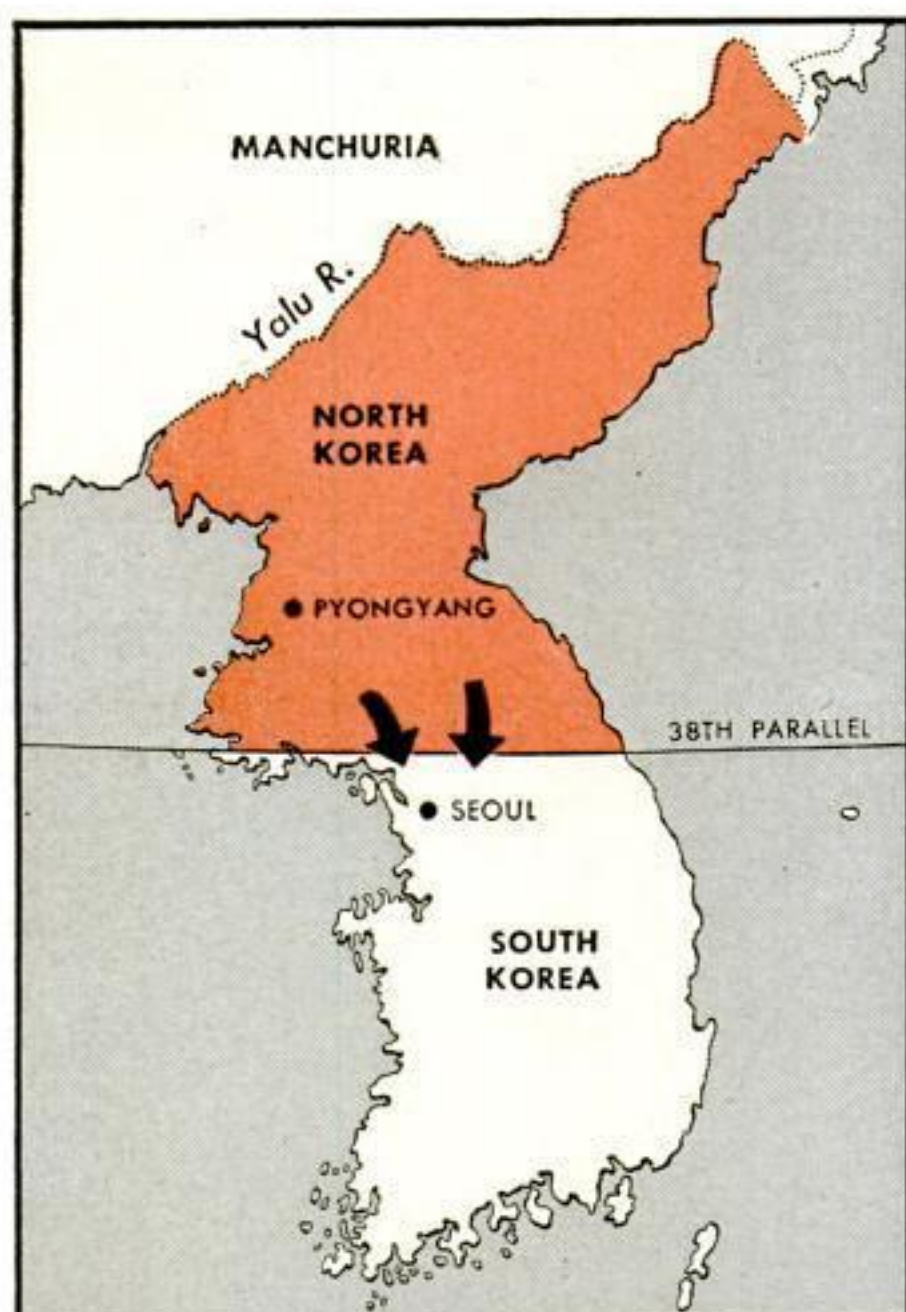 MANCHURIA
Yalu R.
NORTH
KOREA
PYONGYANG
38TH PARALLEL
SEOUL
SOUTH
KOREA